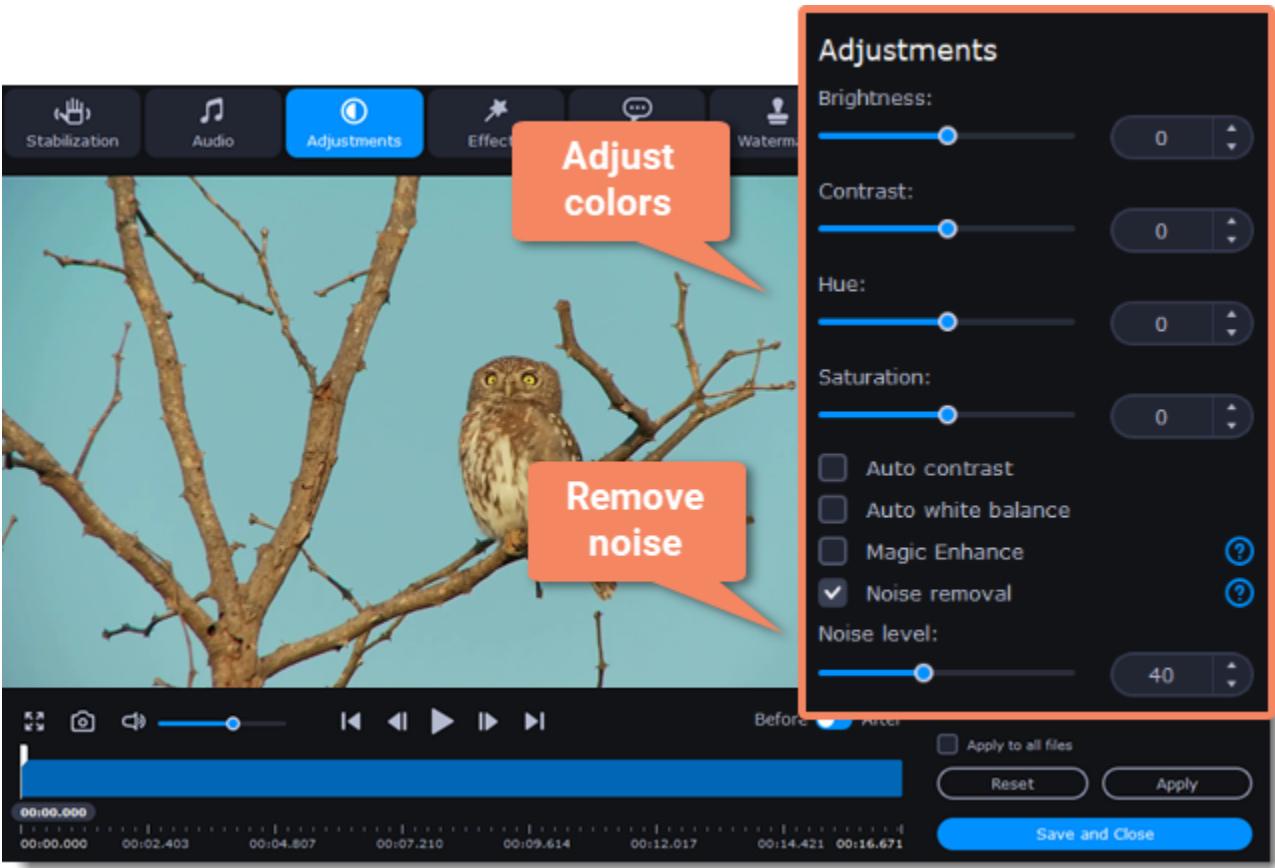 Adjustments
Brightness:
0
Contrast:
0
Hue:
0
Saturation:
0
Auto contrast
Auto white balance
Magic Enhance
?
Noise removal
?
Noise level:
40
Stabilization
Audio
Adjustments
Adjust
colors
Remove
noise
Before
Apply to all files
Reset
Apply
Save and Close
00:00.000
00:00.000
00:02.403
00:04.807
00:07.210
00:09.614
00:12.017
00:14.421
00:16.671